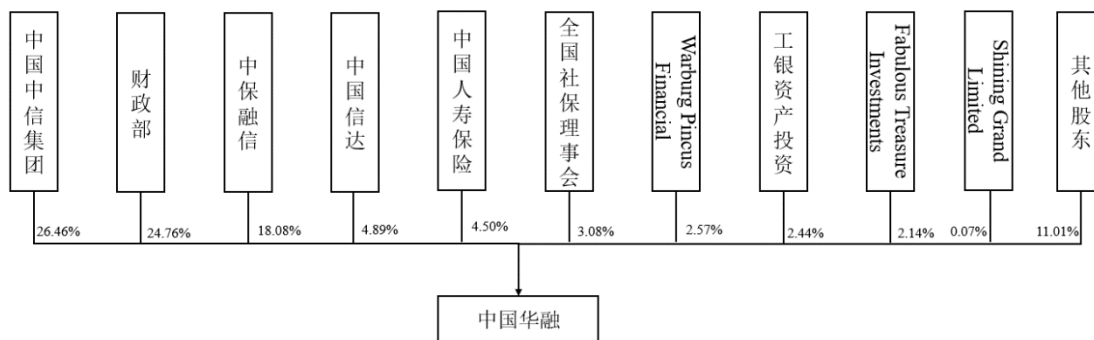 中国中信集团
财政部
中保融信
中国信达
中国人寿保险
全国社保理事会
Warburg Pincus
Financial
工银资产投资
Fabulous Treasure
Investments
Shining Grand
Limited
其他股东
26.46%
24.76%
18.08%
4.89%
4.50%
3.08%
2.57%
2.44%
2.14%
0.07%
11.01%
中国华融